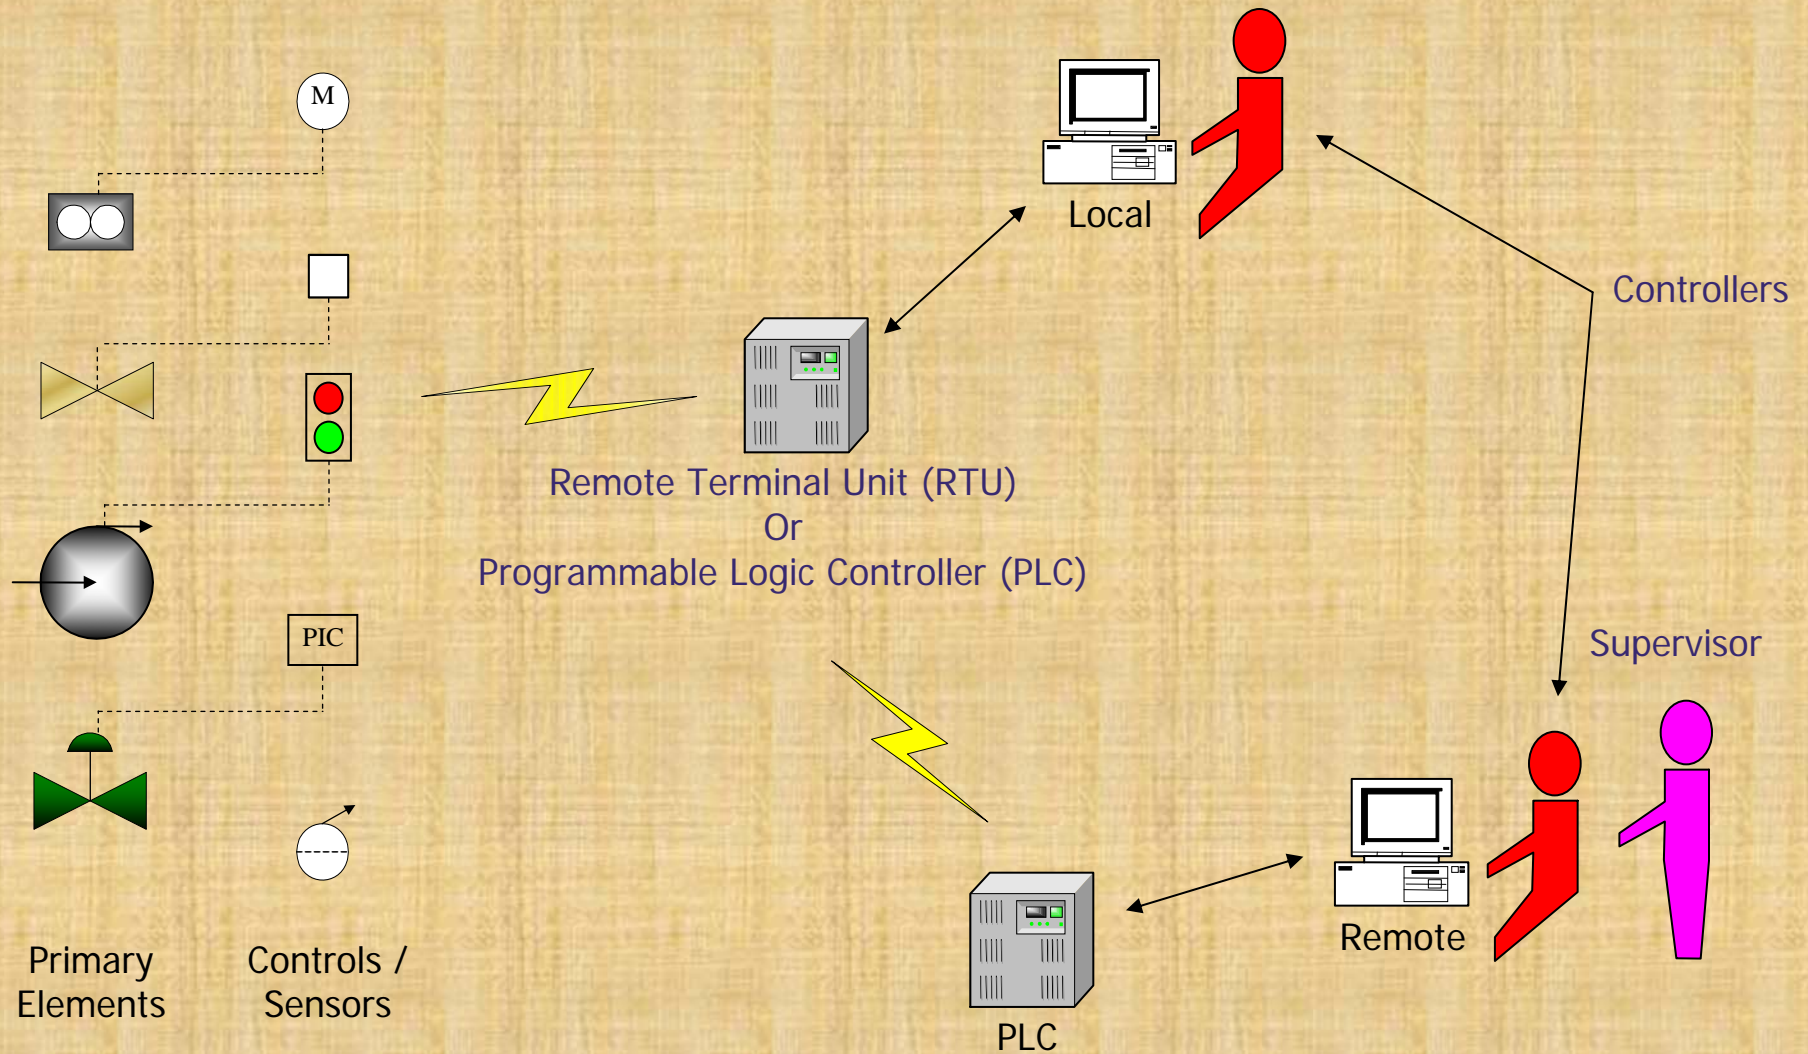 M
Local
Controllers
Remote Terminal Unit (RTU)
Or
Programmable Logic Controller (PLC)
PIC
Supervisor
Primary
Elements
Controls /
Sensors
Remote
PLC